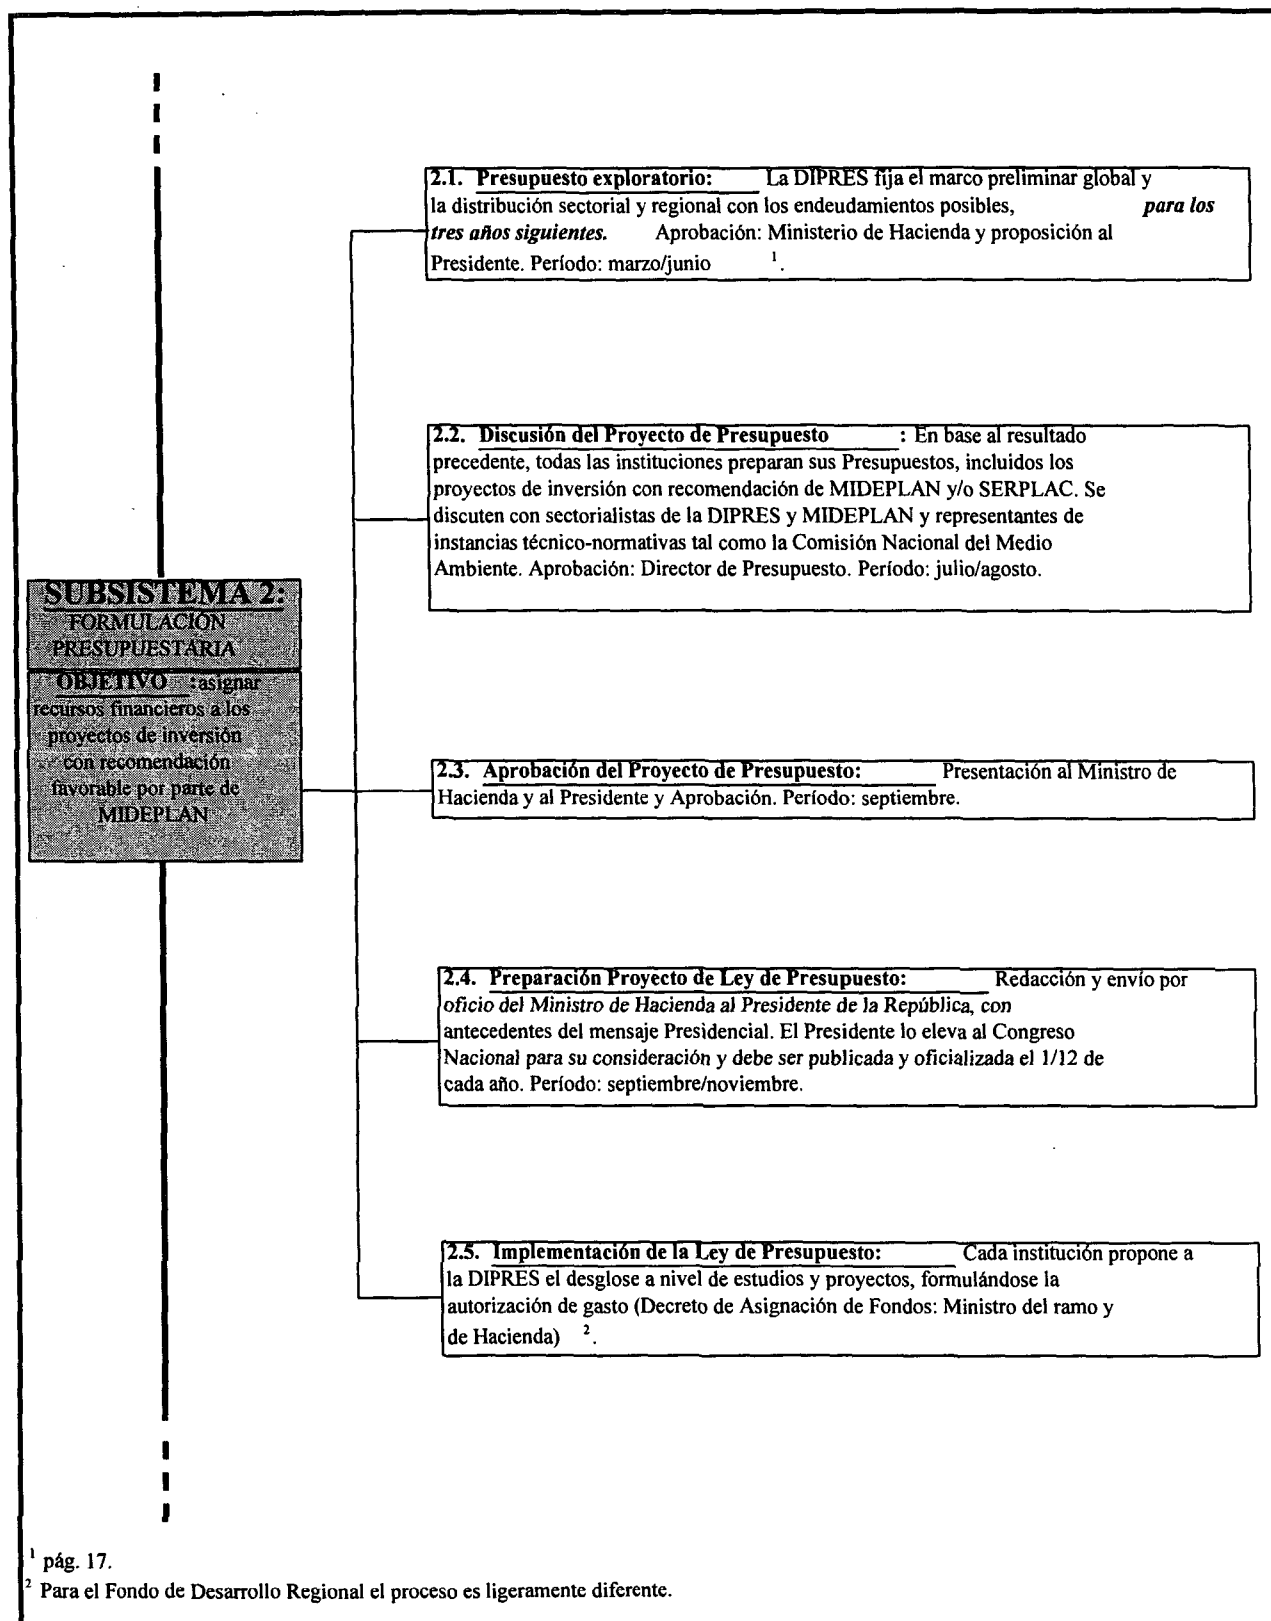 2.1. Presupuesto exploratorio: La DIPRES fija el marco preliminar global y
la distribución sectorial y regional con los endeudamientos posibles, para los
tres años siguientes. Aprobación: Ministerio de Hacienda y proposición al
Presidente. Período: marzo/junio ¹.
2.2. Discusión del Proyecto de Presupuesto : En base al resultado
precedente, todas las instituciones preparan sus Presupuestos, incluidos los
proyectos de inversión con recomendación de MIDEPLAN y/o SERPLAC. Se
discuten con sectorialistas de la DIPRES y MIDEPLAN y representantes de
instancias técnico-normativas tal como la Comisión Nacional del Medio
Ambiente. Aprobación: Director de Presupuesto. Período: julio/agosto.
SUBSISTEMA 2:
FORMULACIÓN
PRESUPUESTARIA
OBJETIVO :asignar
recursos financieros a los
proyectos de inversión
con recomendación
favorable por parte de
MIDEPLAN
2.3. Aprobación del Proyecto de Presupuesto: Presentación al Ministro de
Hacienda y al Presidente y Aprobación. Período: septiembre.
2.4. Preparación Proyecto de Ley de Presupuesto: Redacción y envío por
oficio del Ministro de Hacienda al Presidente de la República, con
antecedentes del mensaje Presidencial. El Presidente lo eleva al Congreso
Nacional para su consideración y debe ser publicada y oficializada el 1/12 de
cada año. Período: septiembre/noviembre.
2.5. Implementación de la Ley de Presupuesto: Cada institución propone a
la DIPRES el desglose a nivel de estudios y proyectos, formulándose la
autorización de gasto (Decreto de Asignación de Fondos: Ministro del ramo y
de Hacienda) ².
¹ pág. 17.
² Para el Fondo de Desarrollo Regional el proceso es ligeramente diferente.